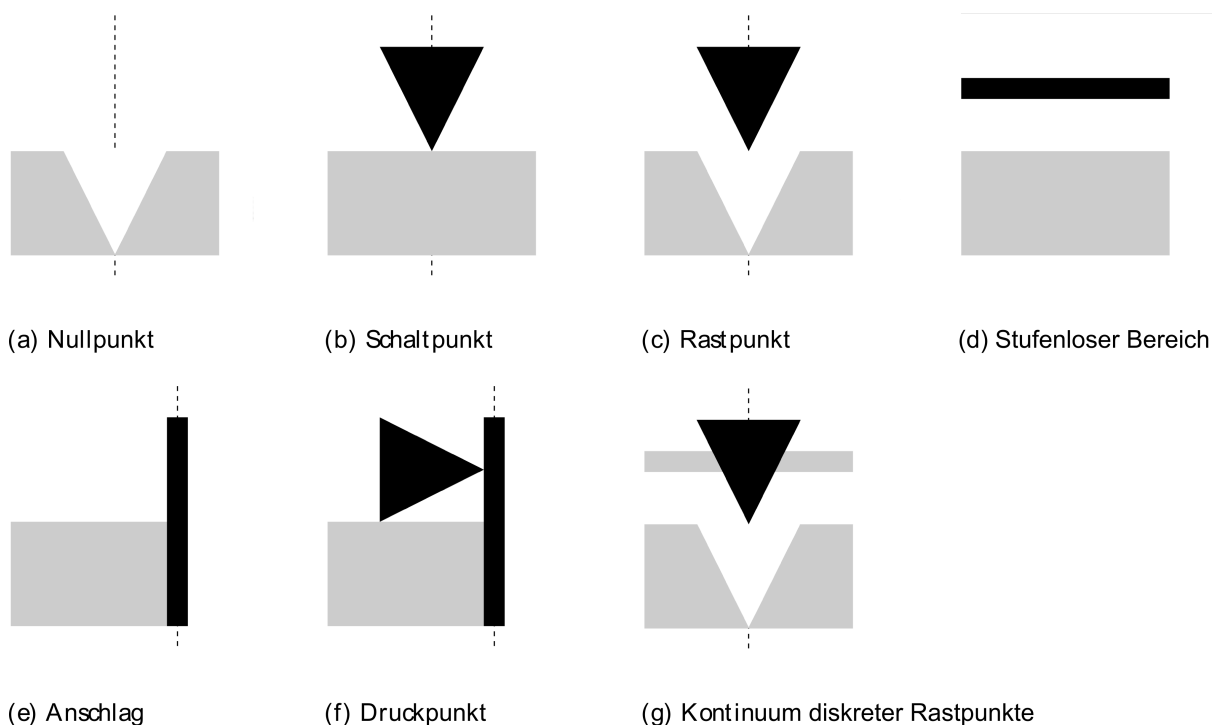 (a) Nullpunkt
(b) Schaltpunkt
(c) Rastpunkt
(d) Stufenloser Bereich
(e) Anschlag
(f) Druckpunkt
(g) Kontinuum diskreter Rastpunkte